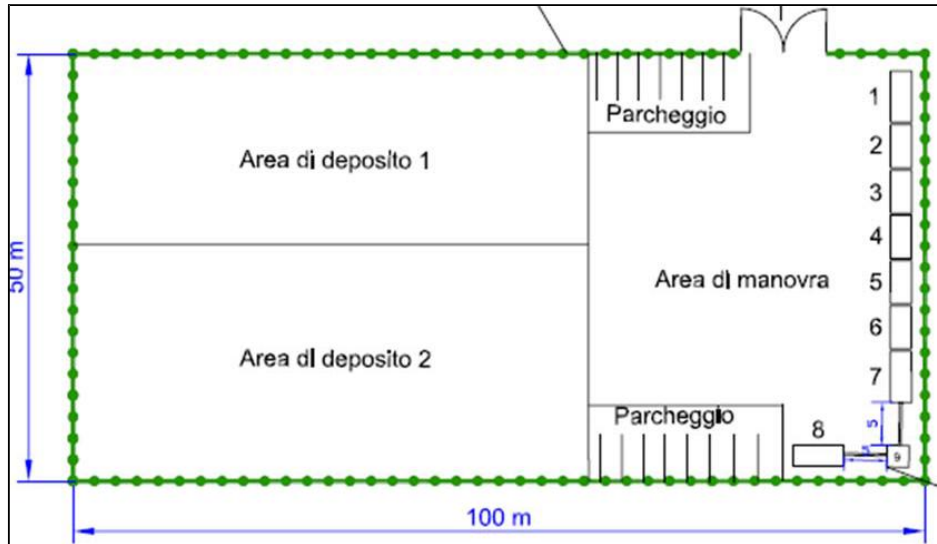 Parcheggio
1
2
Area di deposito 1
3
4
50 m
Area di manovra
5
6
Area di deposito 2
7
Parcheggio
5
8
9
100 m